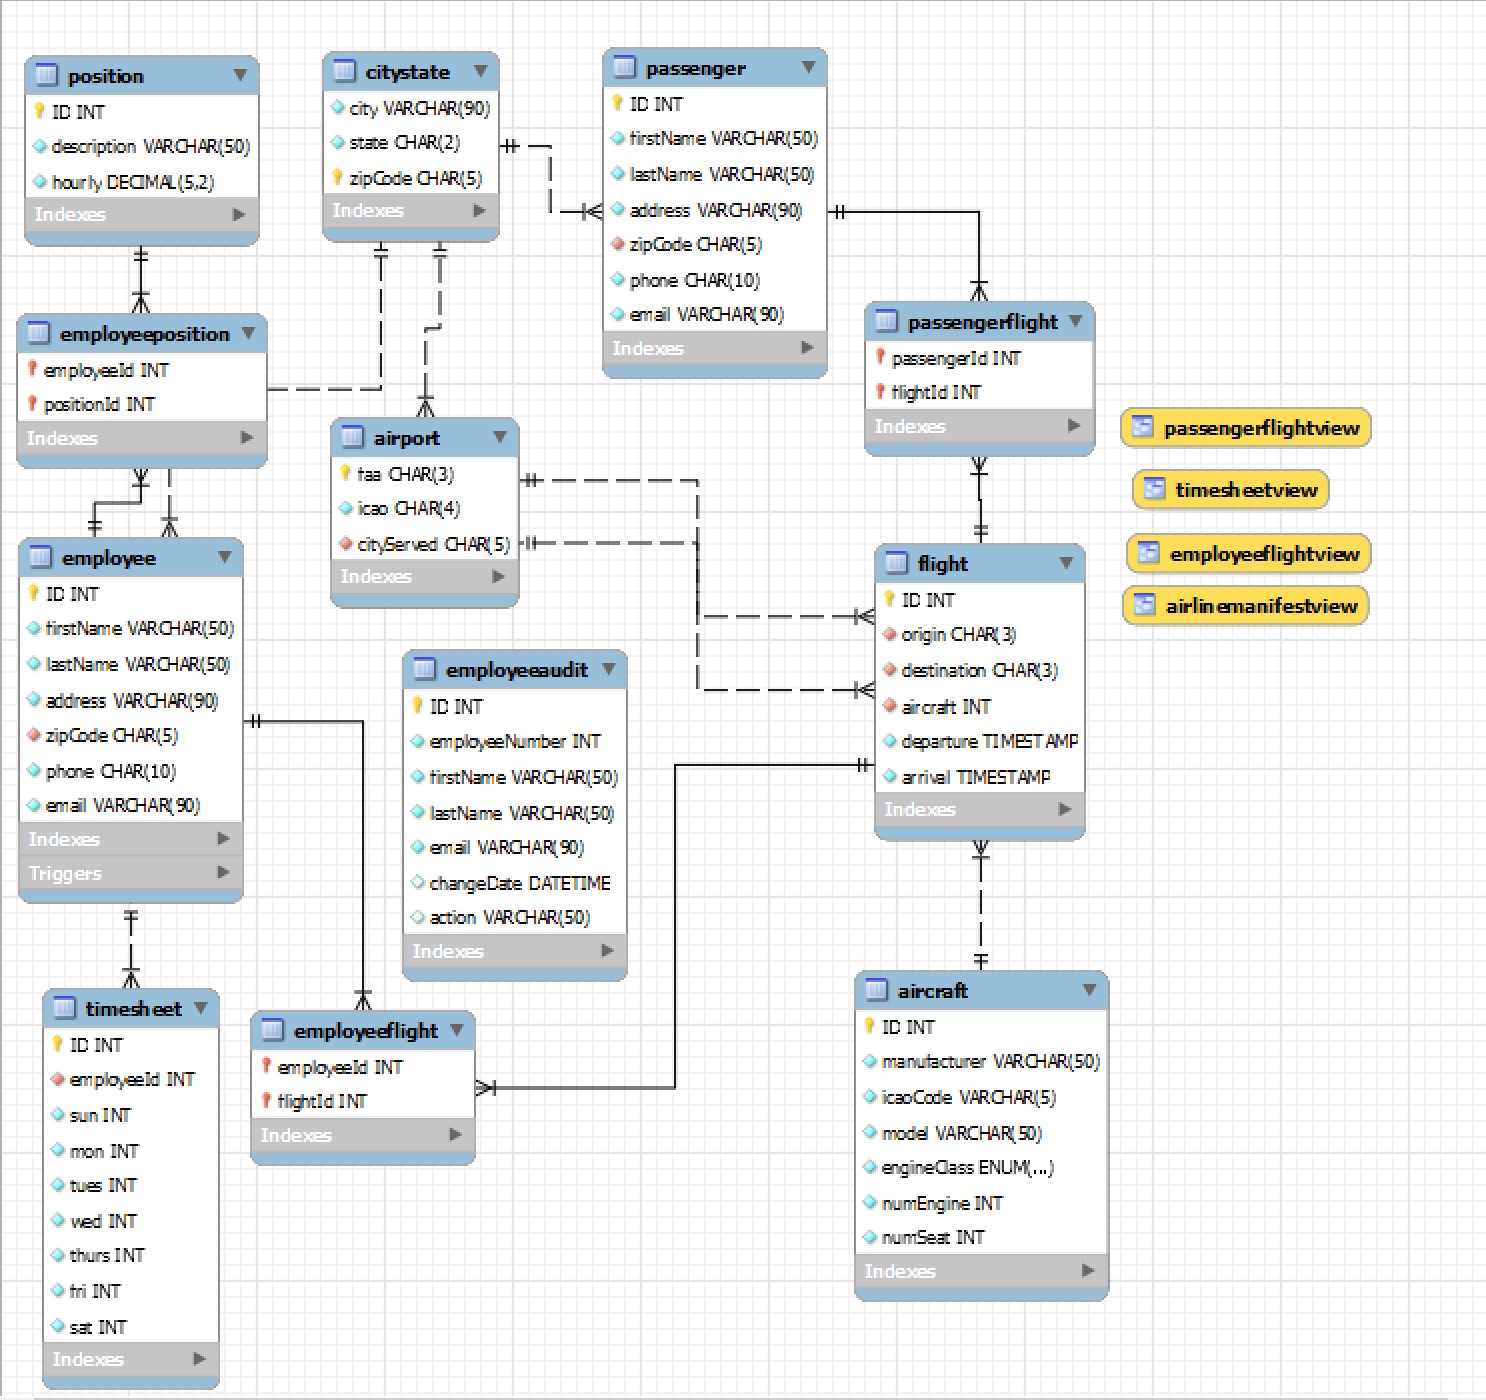 position
ID INT
description VARCHAR(50)
hourly DECIMAL(5,2)
Indexes
citystate
city VARCHAR(90)
state CHAR(2)
zipCode CHAR(5)
Indexes
passenger
ID INT
firstName VARCHAR(50)
lastName VARCHAR(50)
address VARCHAR(90)
zipCode CHAR(5)
phone CHAR(10)
email VARCHAR(90)
Indexes
employeeposition
employeeId INT
positionId INT
Indexes
airport
faa CHAR(3)
icao CHAR(4)
cityServed CHAR(5)
Indexes
passengerflight
passengerId INT
flightId INT
Indexes
passengerflightview
timesheetview
employeeflightview
airlinemanifestview
employee
ID INT
firstName VARCHAR(50)
lastName VARCHAR(50)
address VARCHAR(90)
zipCode CHAR(5)
phone CHAR(10)
email VARCHAR(90)
Indexes
Triggers
employeeaudit
ID INT
employeeNumber INT
firstName VARCHAR(50)
lastName VARCHAR(50)
email VARCHAR(90)
changeDate DATETIME
action VARCHAR(50)
Indexes
flight
ID INT
origin CHAR(3)
destination CHAR(3)
aircraft INT
departure TIMESTAMP
arrival TIMESTAMP
Indexes
timesheet
ID INT
employeeId INT
sun INT
mon INT
tues INT
wed INT
thurs INT
fri INT
sat INT
Indexes
employeeflight
employeeId INT
flightId INT
Indexes
aircraft
ID INT
manufacturer VARCHAR(50)
icaoCode VARCHAR(5)
model VARCHAR(50)
engineClass ENUM(...)
numEngine INT
numSeat INT
Indexes